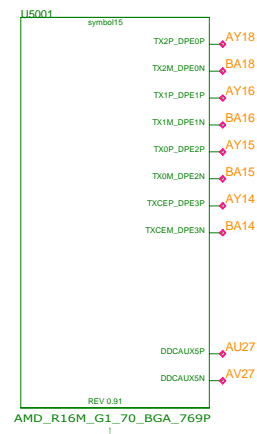 U5001
symbol15
TX2P_DPE0P AY18
TX2M_DPE0N BA18
TX1P_DPE1P AY16
TX1M_DPE1N BA16
TX0P_DPE2P AY15
TX0M_DPE2N BA15
TXCEP_DPE3P AY14
TXCEM_DPE3N BA14
DDCAUX5P AU27
DDCAUX5N AV27
REV 0.91
AMD_R16M_G1_70_BGA_769P